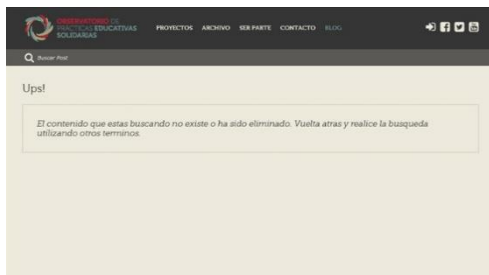 OBSERVATORIO DE
PRÁCTICAS EDUCATIVAS
SOLIDARIAS
PROYECTOS ARCHIVO SER PARTE CONTACTO BLOG
Buscar Post
Ups!
El contenido que estas buscando no existe o ha sido eliminado. Vuelta atras y realice la busqueda
utilizando otros terminos.